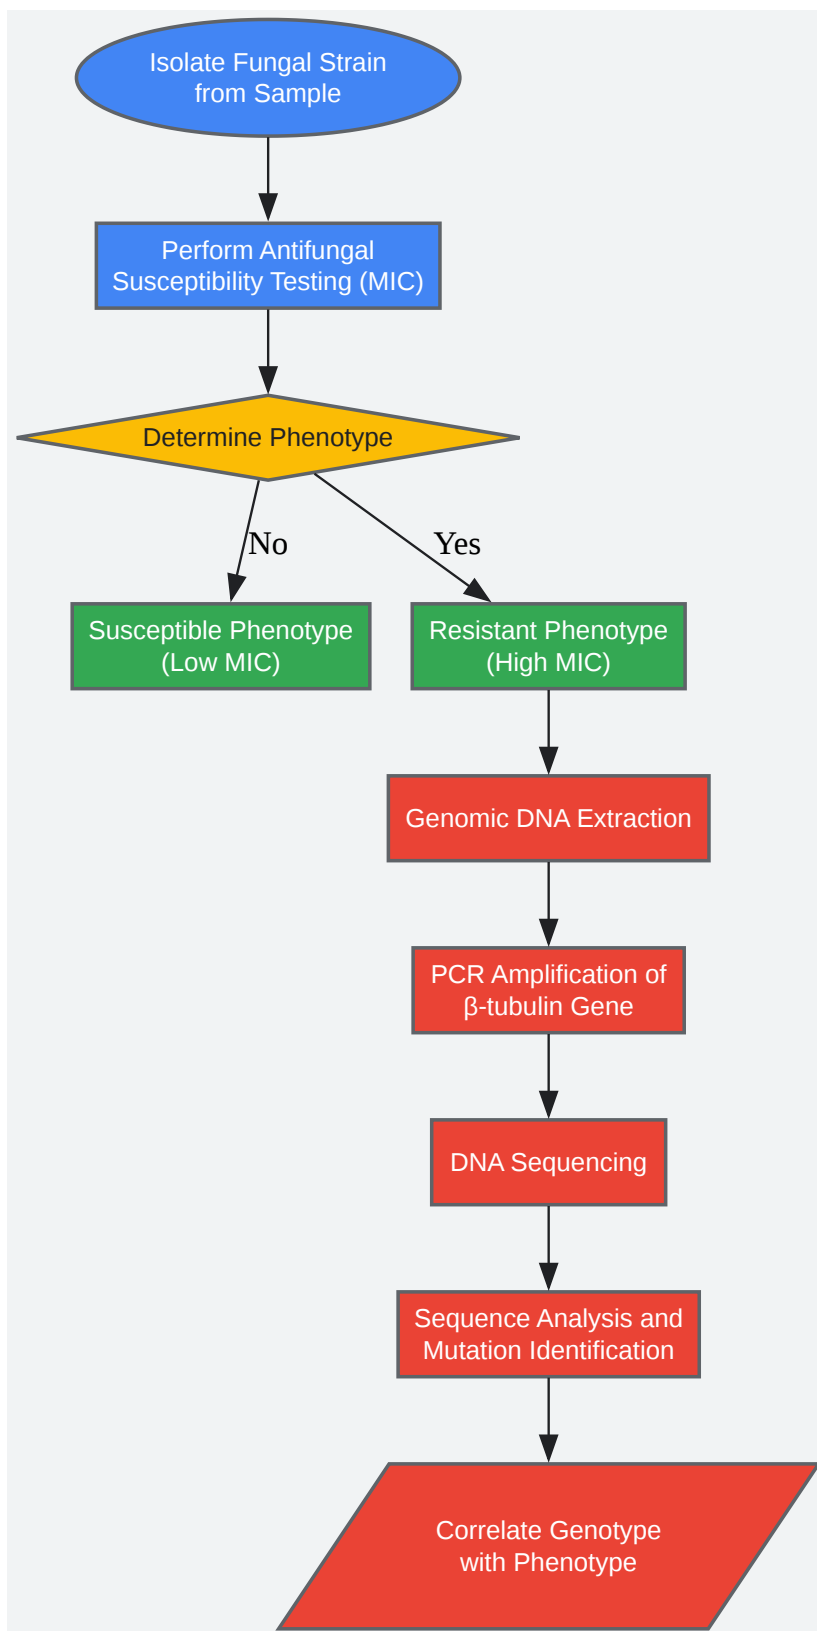 Isolate Fungal Strain
from Sample
Perform Antifungal
Susceptibility Testing (MIC)
Determine Phenotype
No
Yes
Susceptible Phenotype
(Low MIC)
Resistant Phenotype
(High MIC)
Genomic DNA Extraction
PCR Amplification of
β-tubulin Gene
DNA Sequencing
Sequence Analysis and
Mutation Identification
Correlate Genotype
with Phenotype